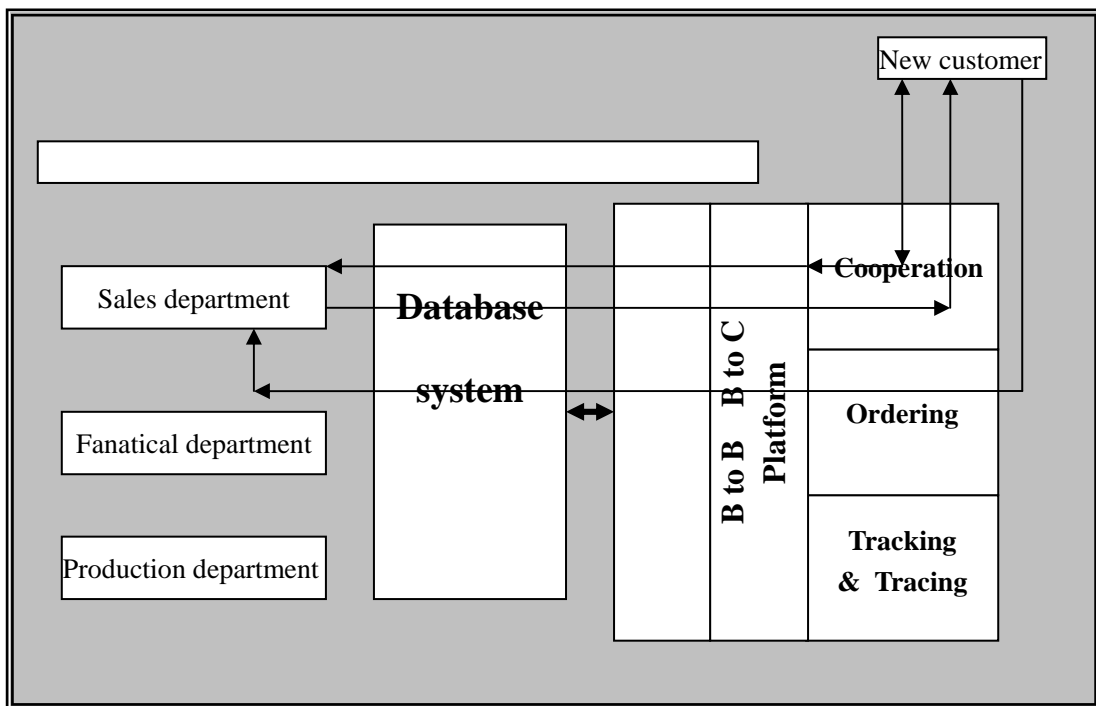 New customer
Cooperation
Sales department
Database
system
B to B   B to C
Platform
Ordering
Fanatical department
Production department
Tracking
&  Tracing